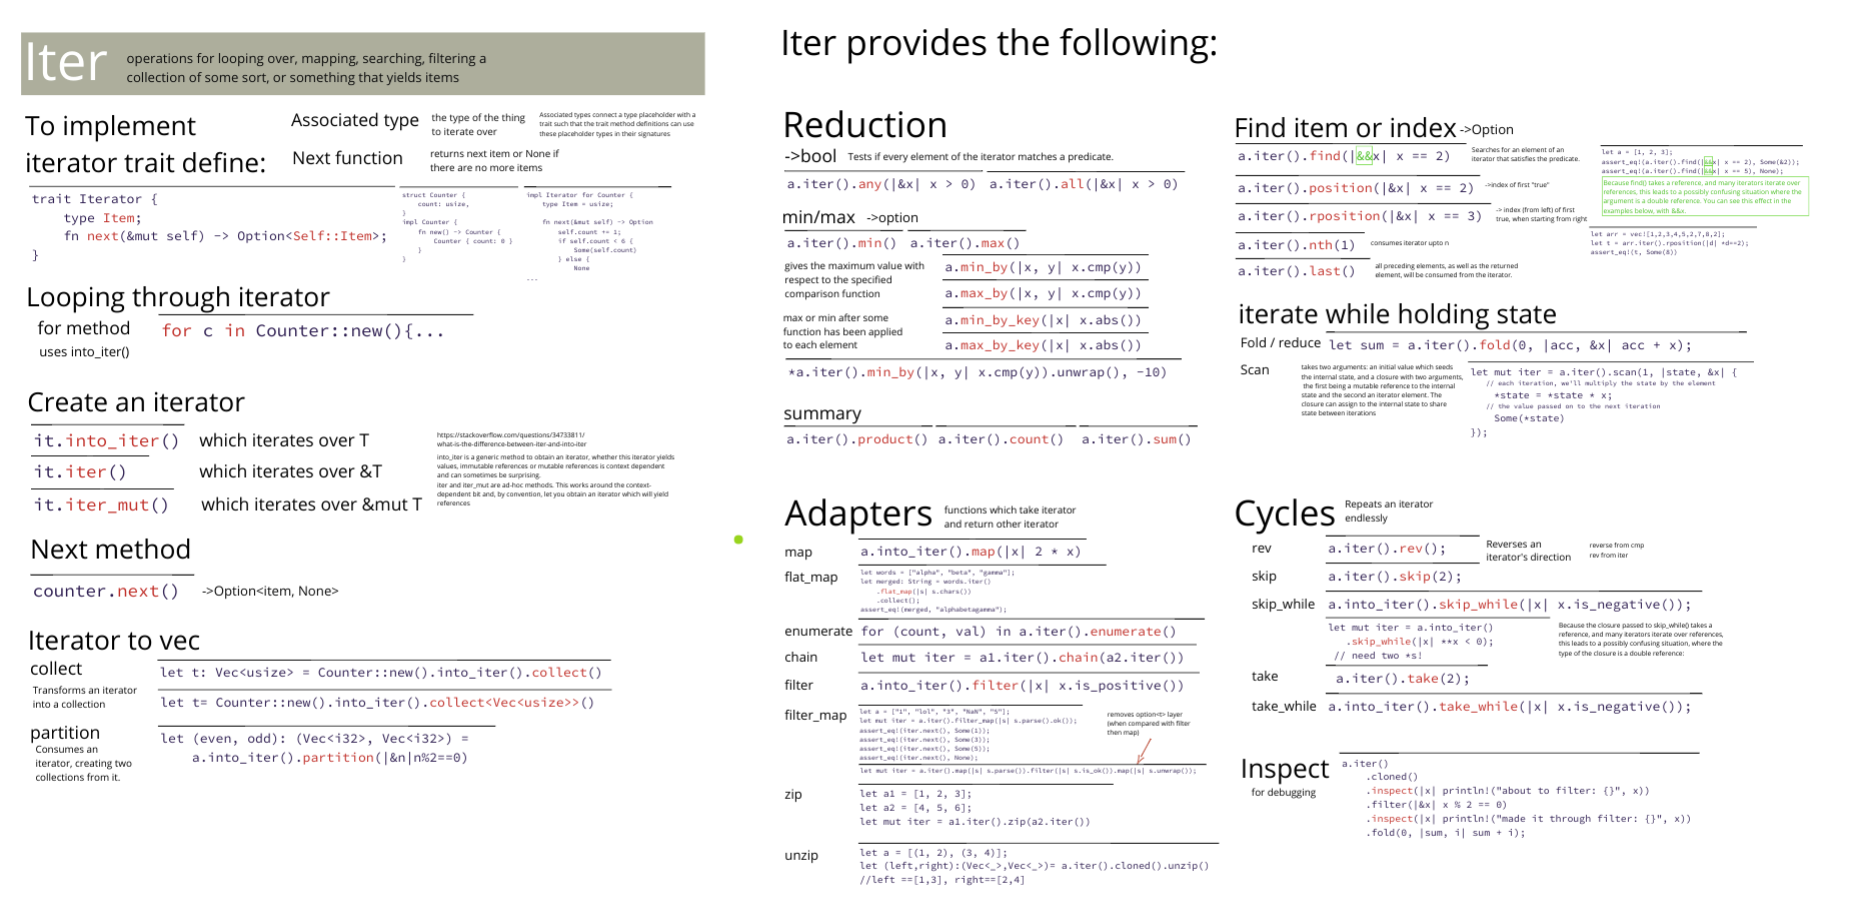 Iter
operations for looping over, mapping, searching, filtering a
collection of some sort, or something that yields items
To implement
iterator trait define:
Associated type
the type of the thing
to iterate over
Associated types connect a type placeholder with a
trait such that the trait method definitions can use
these placeholder types in their signatures
Next function
returns next item or None if
there are no more items
trait Iterator {
type Item;
fn next(&mut self) -> Option<Self::Item>;
}
struct Counter {
count: usize,
}
impl Counter {
fn new() -> Counter {
Counter { count: 0 }
}
}
impl Iterator for Counter {
type Item = usize;
fn next(&mut self) -> Option
self.count += 1;
if self.count < 6 {
Some(self.count)
} else {
None
...
Looping through iterator
for method
uses into_iter()
for c in Counter::new(){...
Create an iterator
it.into_iter() which iterates over T
it.iter() which iterates over &T
it.iter_mut() which iterates over &mut T
https://stackoverflow.com/questions/34733811/
what-is-the-difference-between-iter-and-into-iter
into_iter is a generic method to obtain an iterator, whether this iterator yields
values, immutable references or mutable references is context dependent
and can sometimes be surprising.
iter and iter_mut are ad-hoc methods. This works around the context-
dependent bit and, by convention, let you obtain an iterator which will yield
references
Next method
counter.next() ->Option<item, None>
Iterator to vec
collect
Transforms an iterator
into a collection
let t: Vec<usize> = Counter::new().into_iter().collect()
let t= Counter::new().into_iter().collect<Vec<usize>>()
partition
Consumes an
iterator, creating two
collections from it.
let (even, odd): (Vec<i32>, Vec<i32>) =
a.into_iter().partition(|&n|n%2==0)
Iter provides the following:
Reduction
->bool Tests if every element of the iterator matches a predicate.
a.iter().any(|&x| x > 0) a.iter().all(|&x| x > 0)
min/max ->option
a.iter().min() a.iter().max()
gives the maximum value with
respect to the specified
comparison function
a.min_by(|x, y| x.cmp(y))
a.max_by(|x, y| x.cmp(y))
max or min after some
function has been applied
to each element
a.min_by_key(|x| x.abs())
a.max_by_key(|x| x.abs())
*a.iter().min_by(|x, y| x.cmp(y)).unwrap(), -10)
summary
a.iter().product() a.iter().count() a.iter().sum()
Find item or index ->Option
a.iter().find(|&&x| x == 2)
Searches for an element of an
iterator that satisfies the predicate.
a.iter().position(|&x| x == 2) ->index of first "true"
a.iter().rposition(|&x| x == 3)
-> index (from left) of first
true, when starting from right
a.iter().nth(1) consumes iterator upto n
a.iter().last()
all preceding elements, as well as the returned
element, will be consumed from the iterator.
let a = [1, 2, 3];
assert_eq!(a.iter().find(|&&x| x == 2), Some(&2));
assert_eq!(a.iter().find(|&&x| x == 5), None);
Because find() takes a reference, and many iterators iterate over
references, this leads to a possibly confusing situation where the
argument is a double reference. You can see this effect in the
examples below, with &&x.
let arr = vec![1,2,3,4,5,2,7,8,2];
let t = arr.iter().rposition(|d| *d==2);
assert_eq!(t, Some(8))
iterate while holding state
Fold / reduce let sum = a.iter().fold(0, |acc, &x| acc + x);
Scan
takes two arguments: an initial value which seeds
the internal state, and a closure with two arguments,
the first being a mutable reference to the internal
state and the second an iterator element. The
closure can assign to the internal state to share
state between iterations
let mut iter = a.iter().scan(1, |state, &x| {
// each iteration, we'll multiply the state by the element
*state = *state * x;
// the value passed on to the next iteration
Some(*state)
});
Adapters
functions which take iterator
and return other iterator
map a.into_iter().map(|x| 2 * x)
flat_map
let words = ["alpha", "beta", "gamma"];
let merged: String = words.iter()
.flat_map(|s| s.chars())
.collect();
assert_eq!(merged, "alphabetagamma");
enumerate for (count, val) in a.iter().enumerate()
chain let mut iter = a1.iter().chain(a2.iter())
filter a.into_iter().filter(|x| x.is_positive())
filter_map
let a = ["1", "lol", "3", "NaN", "5"];
let mut iter = a.iter().filter_map(|s| s.parse().ok());
assert_eq!(iter.next(), Some(1));
assert_eq!(iter.next(), Some(3));
assert_eq!(iter.next(), Some(5));
assert_eq!(iter.next(), None);
removes option<t> layer
(when compared with filter
then map)
let mut iter = a.iter().map(|s| s.parse()).filter(|s| s.is_ok()).map(|s| s.unwrap());
zip
let a1 = [1, 2, 3];
let a2 = [4, 5, 6];
let mut iter = a1.iter().zip(a2.iter())
unzip
let a = [(1, 2), (3, 4)];
let (left,right):(Vec<_>,Vec<_>)= a.iter().cloned().unzip()
//left ==[1,3], right==[2,4]
Cycles
Repeats an iterator
endlessly
rev a.iter().rev();
Reverses an
iterator's direction
reverse from cmp
rev from iter
skip a.iter().skip(2);
skip_while a.into_iter().skip_while(|x| x.is_negative());
let mut iter = a.into_iter()
.skip_while(|x| **x < 0);
// need two *s!
Because the closure passed to skip_while() takes a
reference, and many iterators iterate over references,
this leads to a possibly confusing situation, where the
type of the closure is a double reference:
take a.iter().take(2);
take_while a.into_iter().take_while(|x| x.is_negative());
Inspect
for debugging
a.iter()
.cloned()
.inspect(|x| println!("about to filter: {}", x))
.filter(|&x| x % 2 == 0)
.inspect(|x| println!("made it through filter: {}", x))
.fold(0, |sum, i| sum + i);